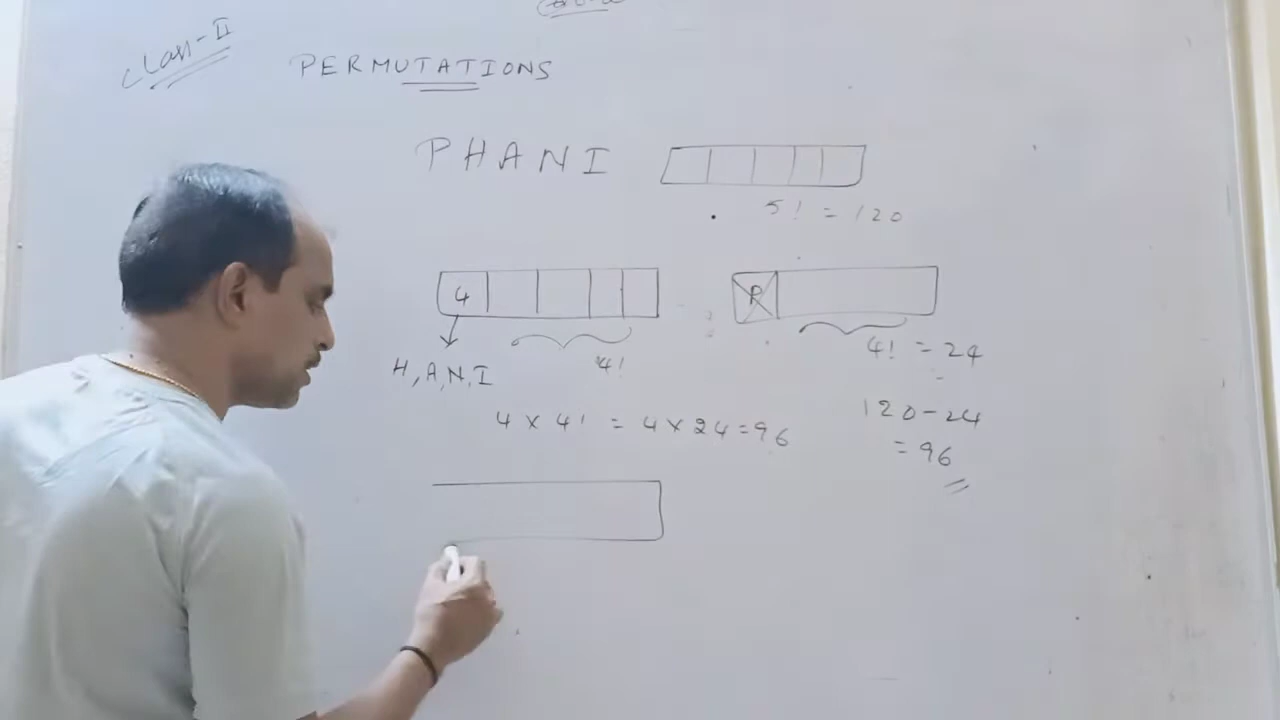 Class-II
PERMUTATIONS
PHANI
5! = 120
4
P
4!
4! = 24
H, A, N, I
4 x 4! = 4 x 24 = 96
120-24
= 96